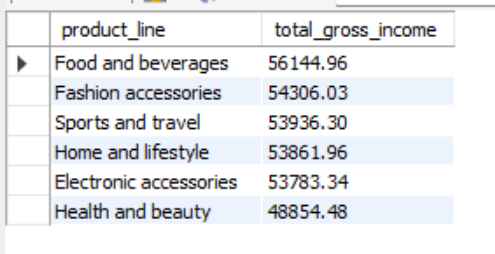 product_line total_gross_income
Food and beverages 56144.96
Fashion accessories 54306.03
Sports and travel 53936.30
Home and lifestyle 53861.96
Electronic accessories 53783.34
Health and beauty 48854.48